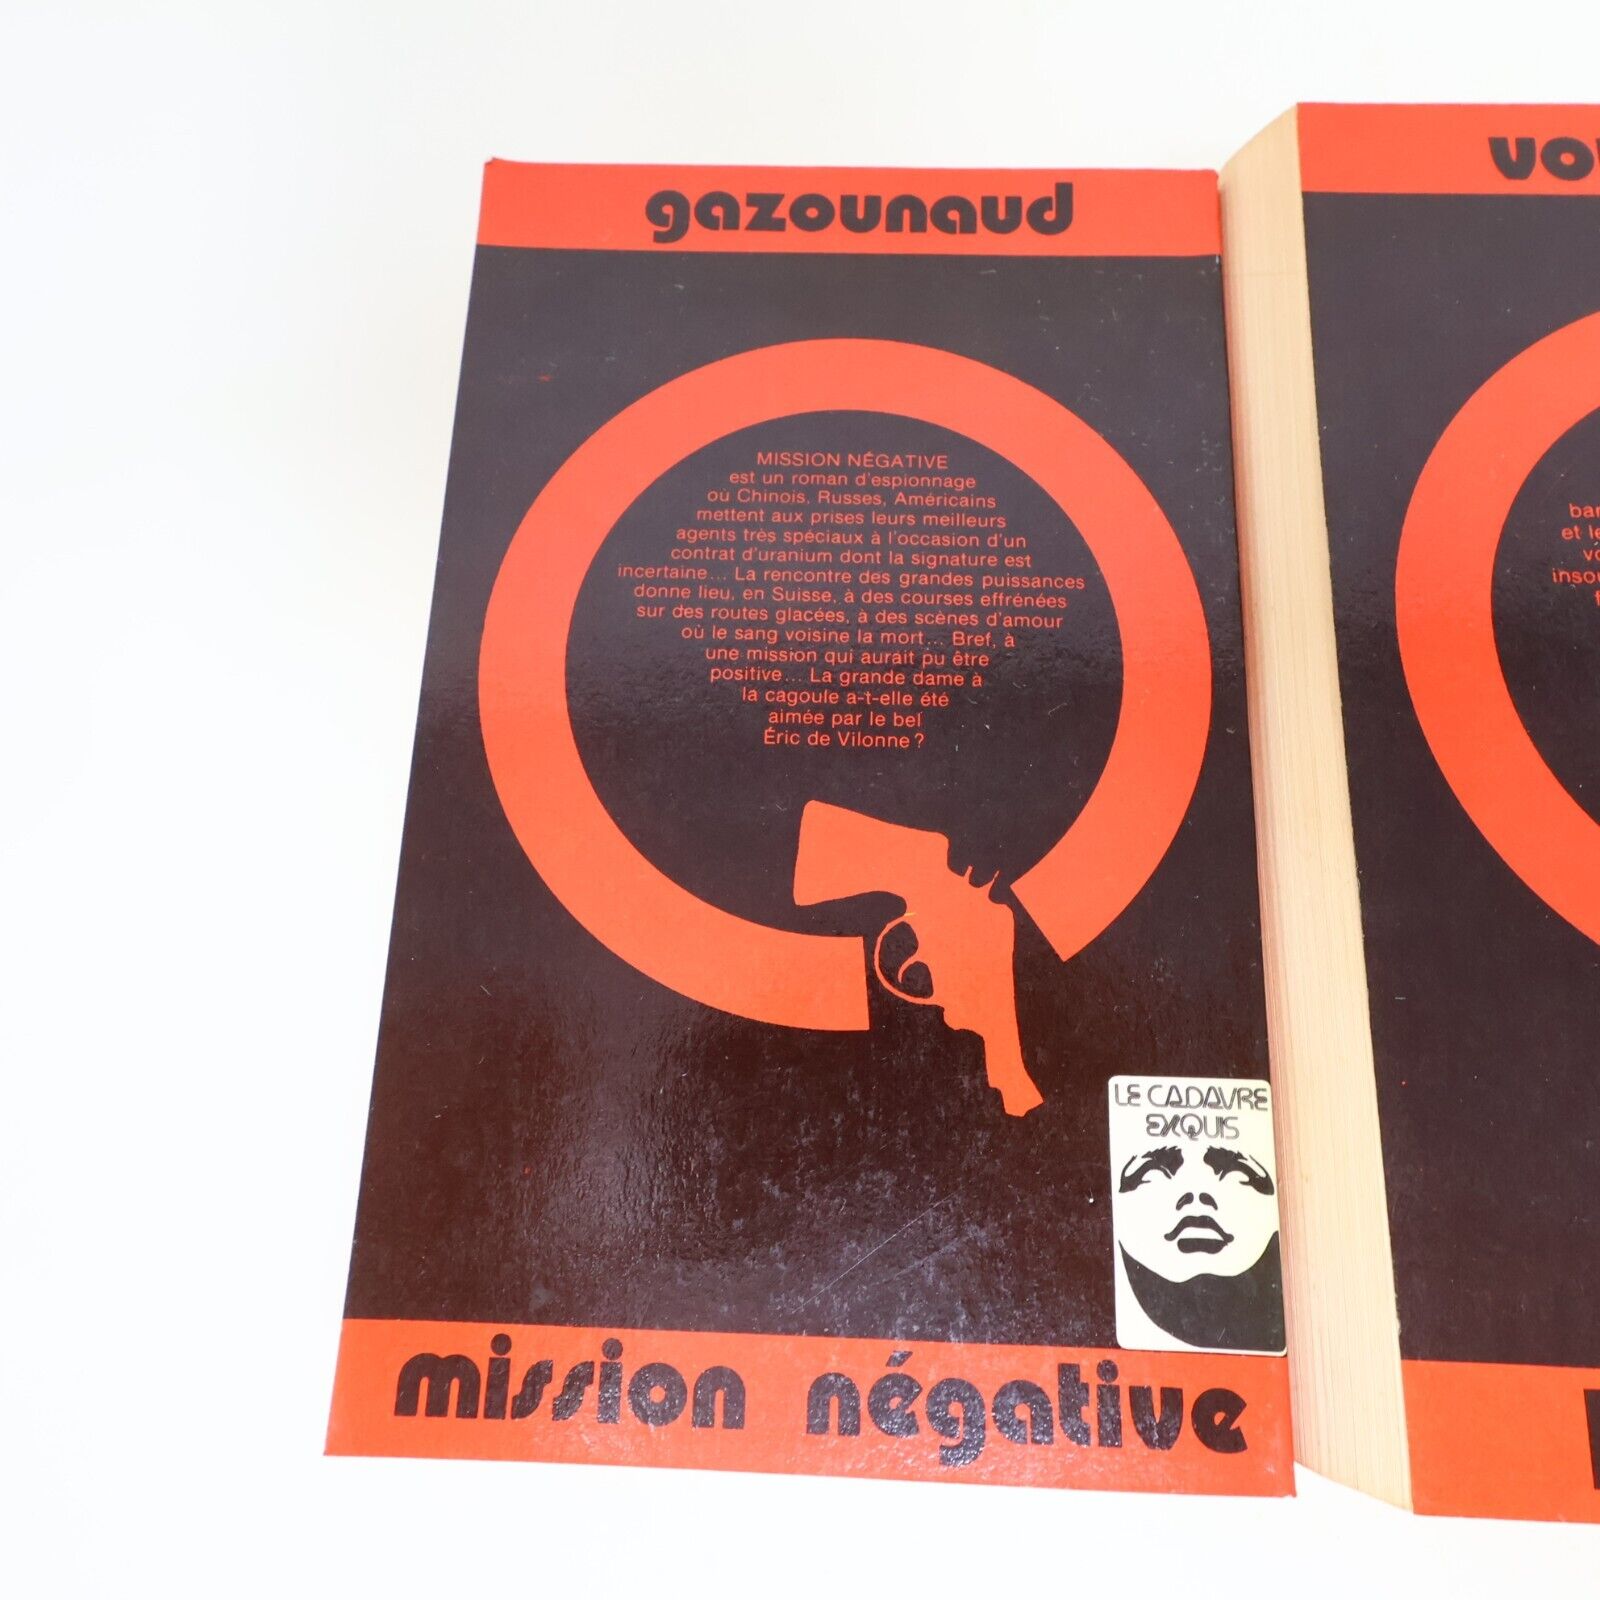 gazounaud
MISSION NÉGATIVE
est un roman d'espionnage
où Chinois, Russes, Américains
mettent aux prises leurs meilleurs
agents très spéciaux à l'occasion d'un
contrat d'uranium dont la signature est
incertaine... La rencontre des grandes puissances
donne lieu, en Suisse, à des courses effrénées
sur des routes glacées, à des scènes d'amour
où le sang voisine la mort... Bref, à
une mission qui aurait pu être
positive... La grande dame à
la cagoule a-t-elle été
aimée par le bel
Éric de Vilonne ?
LE CADAVRE
EXQUIS
mission négative
et